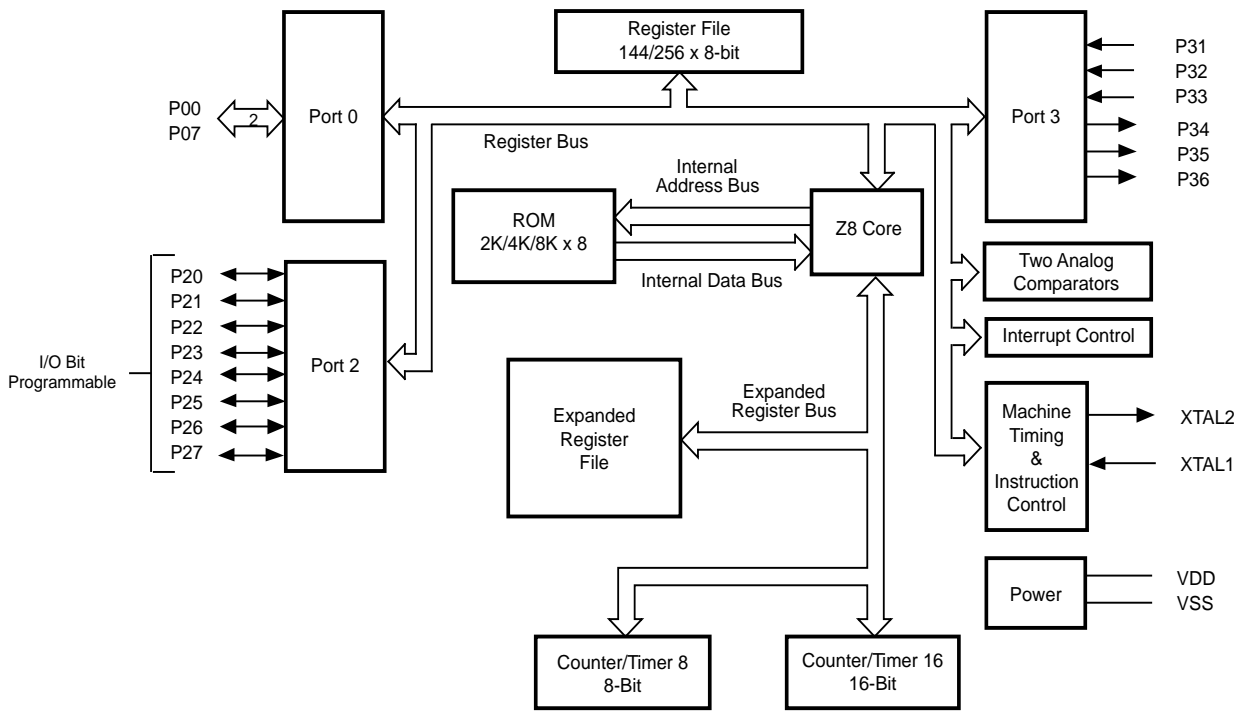 Register File
144/256 x 8-bit
P00
P07
2
Port 0
Register Bus
Port 3
P31
P32
P33
P34
P35
P36
Internal
Address Bus
ROM
2K/4K/8K x 8
Z8 Core
Internal Data Bus
I/O Bit
Programmable
P20
P21
P22
P23
P24
P25
P26
P27
Port 2
Two Analog
Comparators
Interrupt Control
Expanded
Register
File
Expanded
Register Bus
Machine
Timing
&
Instruction
Control
XTAL2
XTAL1
Power
VDD
VSS
Counter/Timer 8
8-Bit
Counter/Timer 16
16-Bit